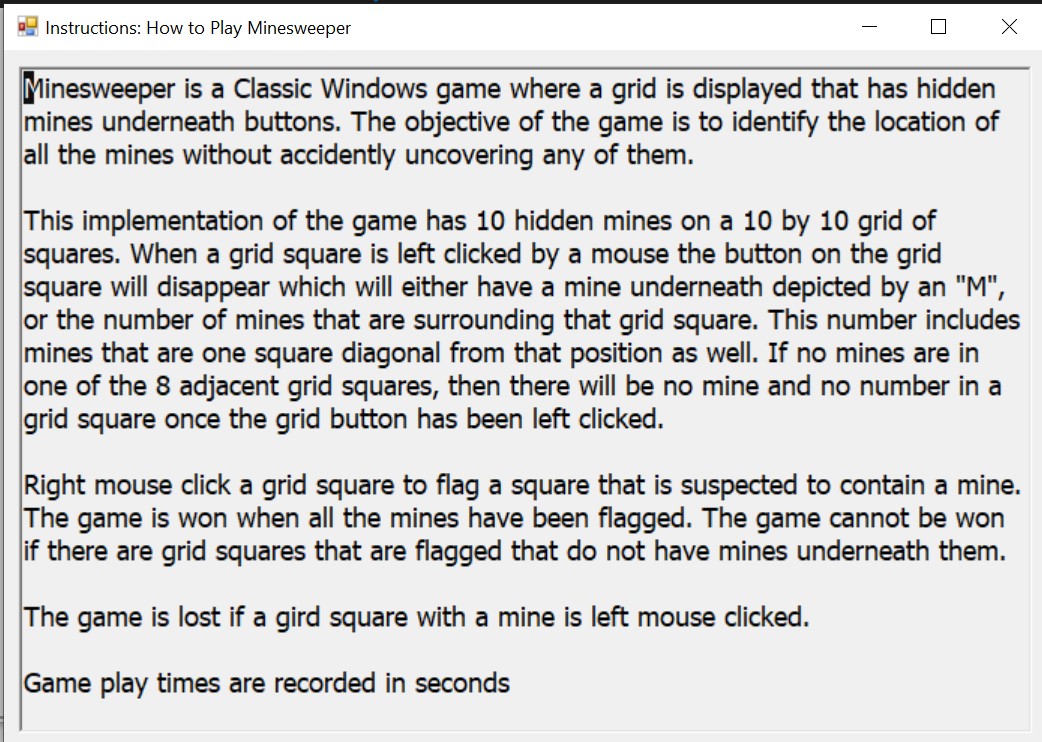 Instructions: How to Play Minesweeper
Minesweeper is a Classic Windows game where a grid is displayed that has hidden
mines underneath buttons. The objective of the game is to identify the location of
all the mines without accidently uncovering any of them.
This implementation of the game has 10 hidden mines on a 10 by 10 grid of
squares. When a grid square is left clicked by a mouse the button on the grid
square will disappear which will either have a mine underneath depicted by an "M",
or the number of mines that are surrounding that grid square. This number includes
mines that are one square diagonal from that position as well. If no mines are in
one of the 8 adjacent grid squares, then there will be no mine and no number in a
grid square once the grid button has been left clicked.
Right mouse click a grid square to flag a square that is suspected to contain a mine.
The game is won when all the mines have been flagged. The game cannot be won
if there are grid squares that are flagged that do not have mines underneath them.
The game is lost if a gird square with a mine is left mouse clicked.
Game play times are recorded in seconds